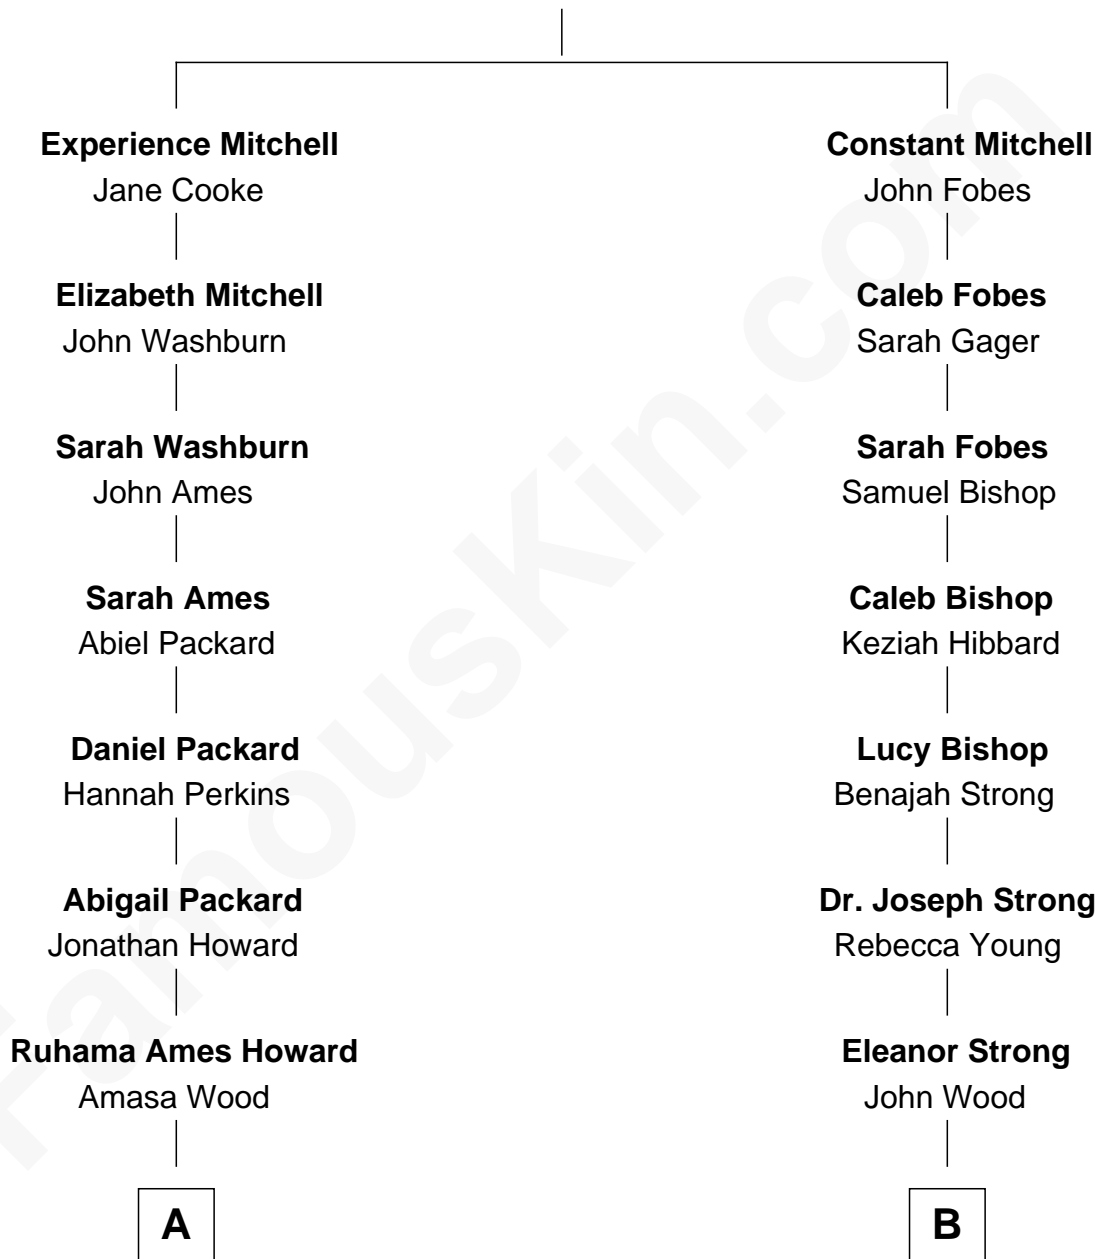 Experience Mitchell
Jane Cooke
Elizabeth Mitchell
John Washburn
Sarah Washburn
John Ames
Sarah Ames
Abiel Packard
Daniel Packard
Hannah Perkins
Abigail Packard
Jonathan Howard
Ruhama Ames Howard
Amasa Wood
A
Constant Mitchell
John Fobes
Caleb Fobes
Sarah Gager
Sarah Fobes
Samuel Bishop
Caleb Bishop
Keziah Hibbard
Lucy Bishop
Benajah Strong
Dr. Joseph Strong
Rebecca Young
Eleanor Strong
John Wood
B
FamousKin.com